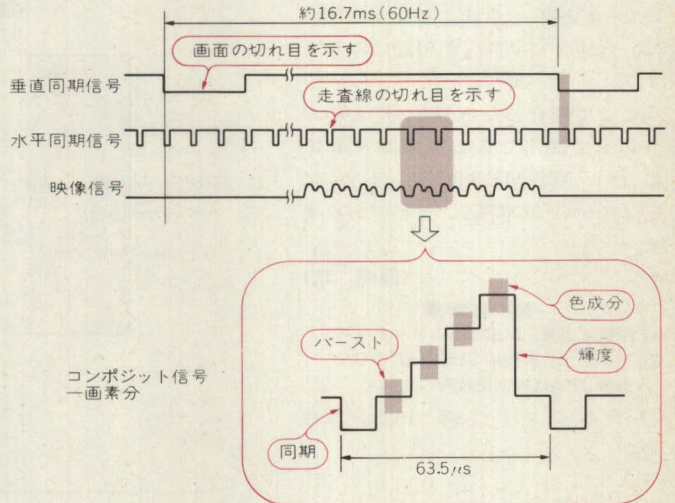 約16.7ms(60Hz)
画面の切れ目を示す
垂直同期信号
走査線の切れ目を示す
水平同期信号
映像信号
色成分
バースト
輝度
コンポジット信号
一画素分
同期
63.5μs